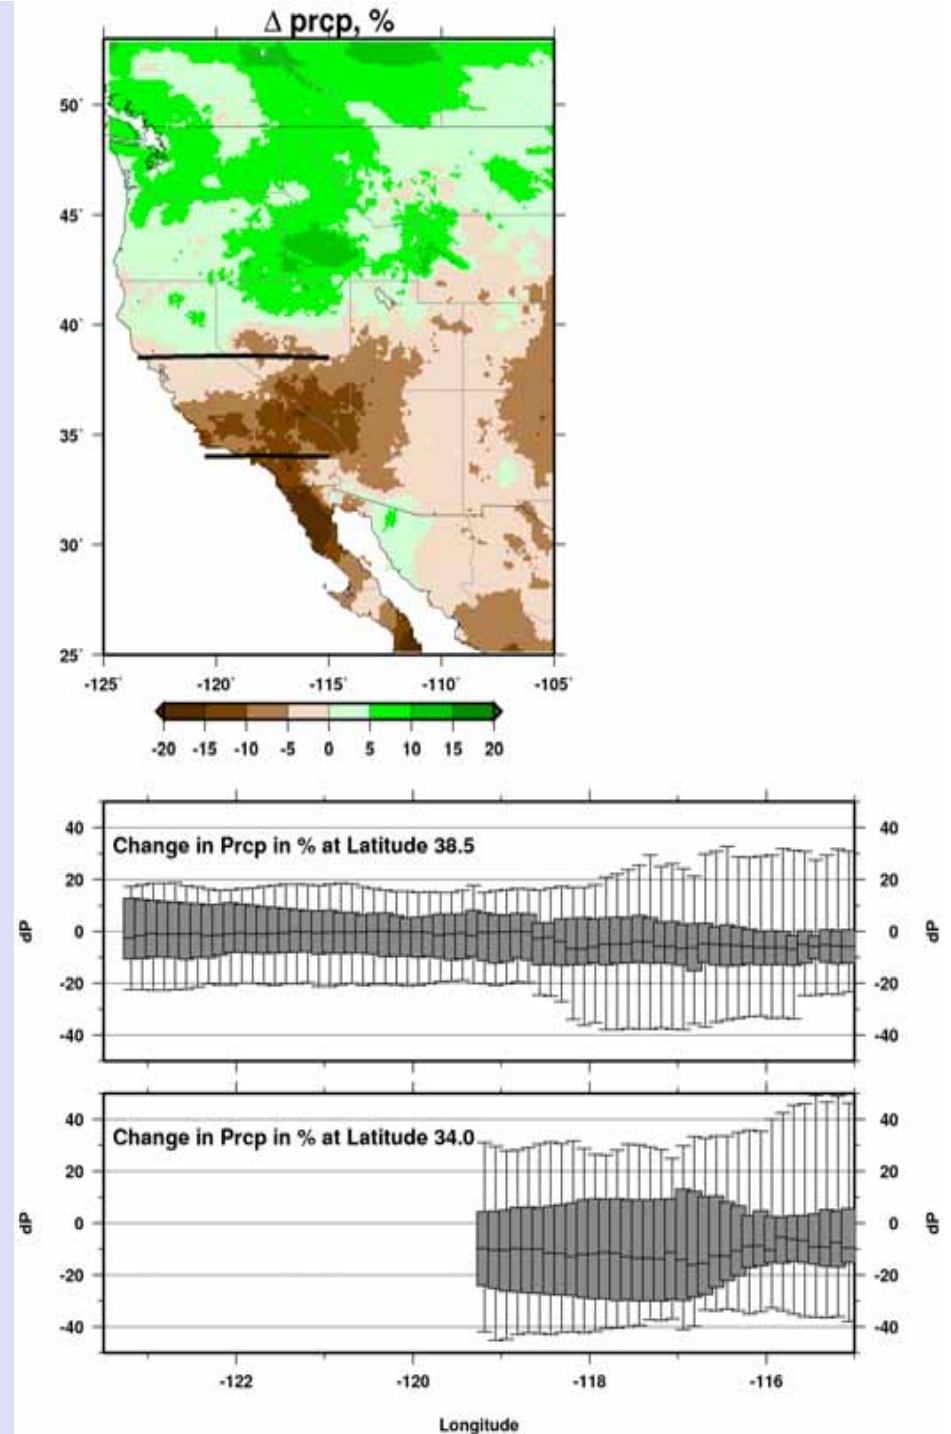 Δ prcp, %
50˚
45˚
40˚
35˚
30˚
25˚
-125˚ -120˚ -115˚ -110˚ -105˚
-20 -15 -10 -5 0 5 10 15 20
Change in Prcp in % at Latitude 38.5
40 40
20 20
0 0
-20 -20
-40 -40
dP dP
Change in Prcp in % at Latitude 34.0
40 40
20 20
0 0
-20 -20
-40 -40
dP dP
-122 -120 -118 -116
Longitude